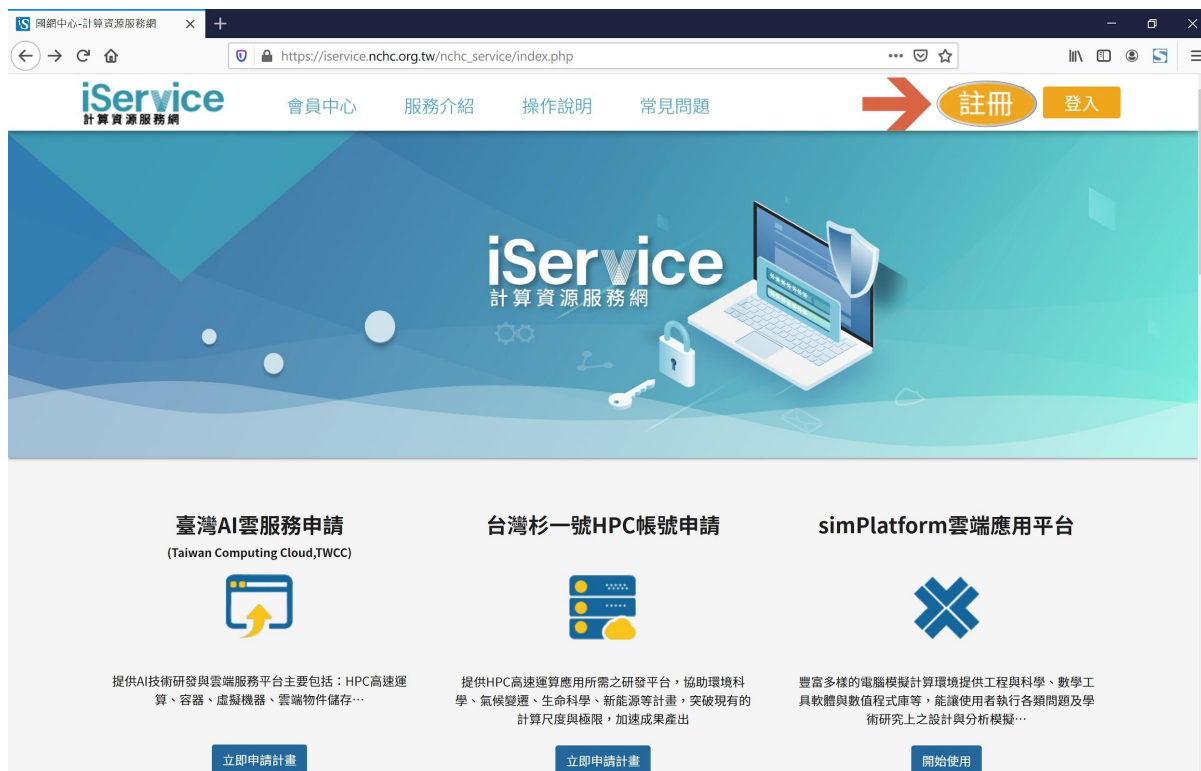 國網中心-計算資源服務網
https://iservice.nchc.org.tw/nchc_service/index.php
iService
計算資源服務網
會員中心 服務介紹 操作說明 常見問題 註冊 登入
iService
計算資源服務網
臺灣AI雲服務申請
(Taiwan Computing Cloud,TWCC)
提供AI技術研發與雲端服務平台主要包括：HPC高速運
算、容器、虛擬機器、雲端物件儲存…
立即申請計畫
台灣杉一號HPC帳號申請
提供HPC高速運算應用所需之研發平台，協助環境科
學、氣候變遷、生命科學、新能源等計畫，突破現有的
計算尺度與極限，加速成果產出
立即申請計畫
simPlatform雲端應用平台
豐富多樣的電腦模擬計算環境提供工程與科學、數學工
具軟體與數值程式庫等，能讓使用者執行各類問題及學
術研究上之設計與分析模擬…
開始使用